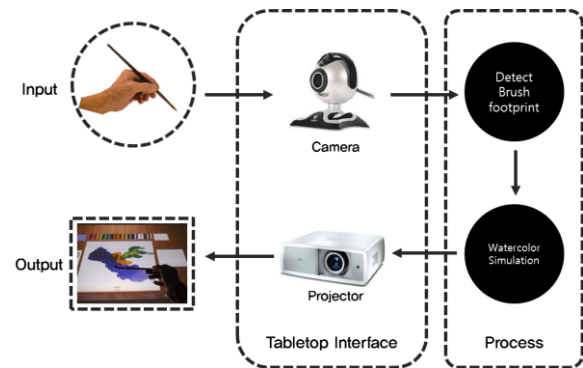 Input
Camera
Detect
Brush
footprint
Output
Projector
Watercolor
Simulation
Tabletop Interface
Process